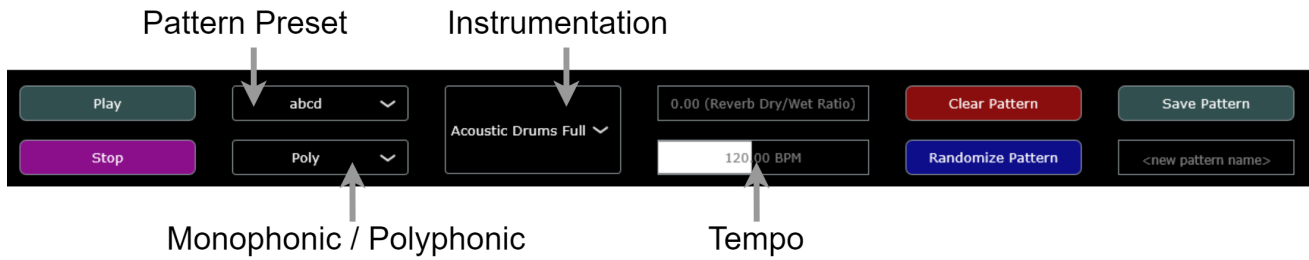 Pattern Preset Instrumentation
Play abcd Acoustic Drums Full 0.00 (Reverb Dry/Wet Ratio) Clear Pattern Save Pattern
Stop Poly 120.00 BPM Randomize Pattern <new pattern name>
Monophonic / Polyphonic Tempo